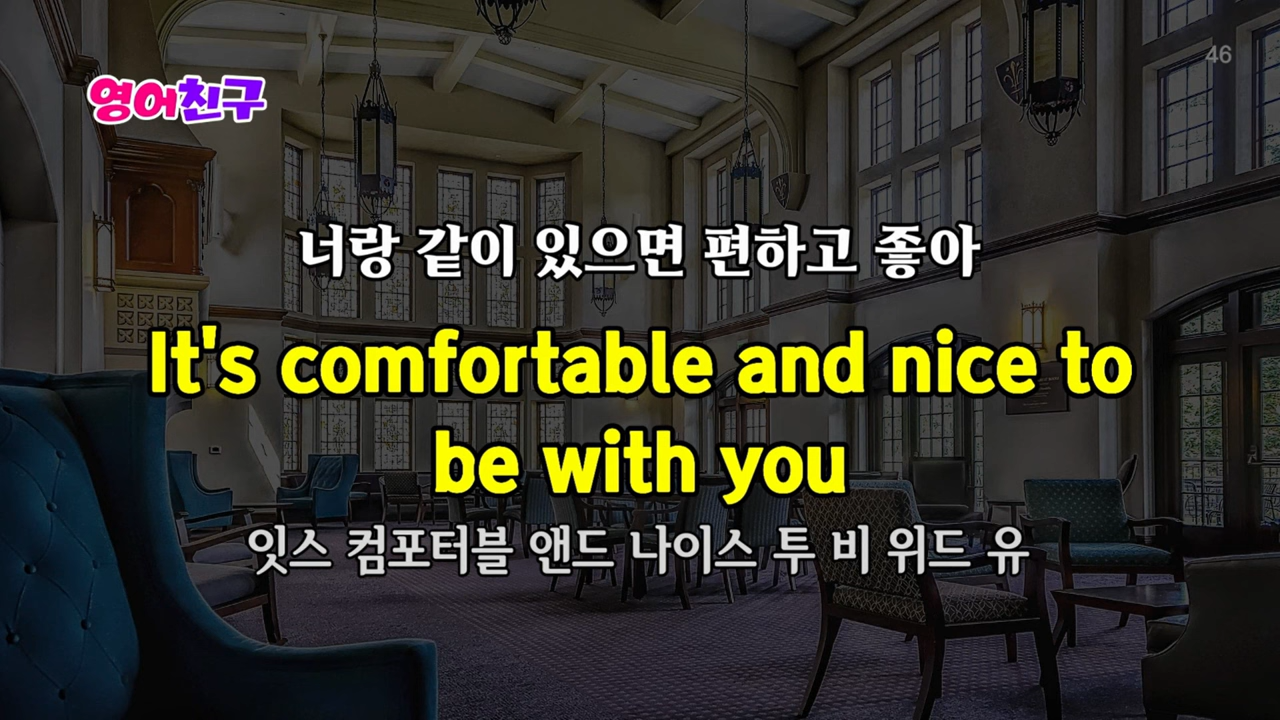 46
영어친구
너랑 같이 있으면 편하고 좋아
It's comfortable and nice to
be with you
잇스 컴포터블 앤드 나이스 투 비 위드 유